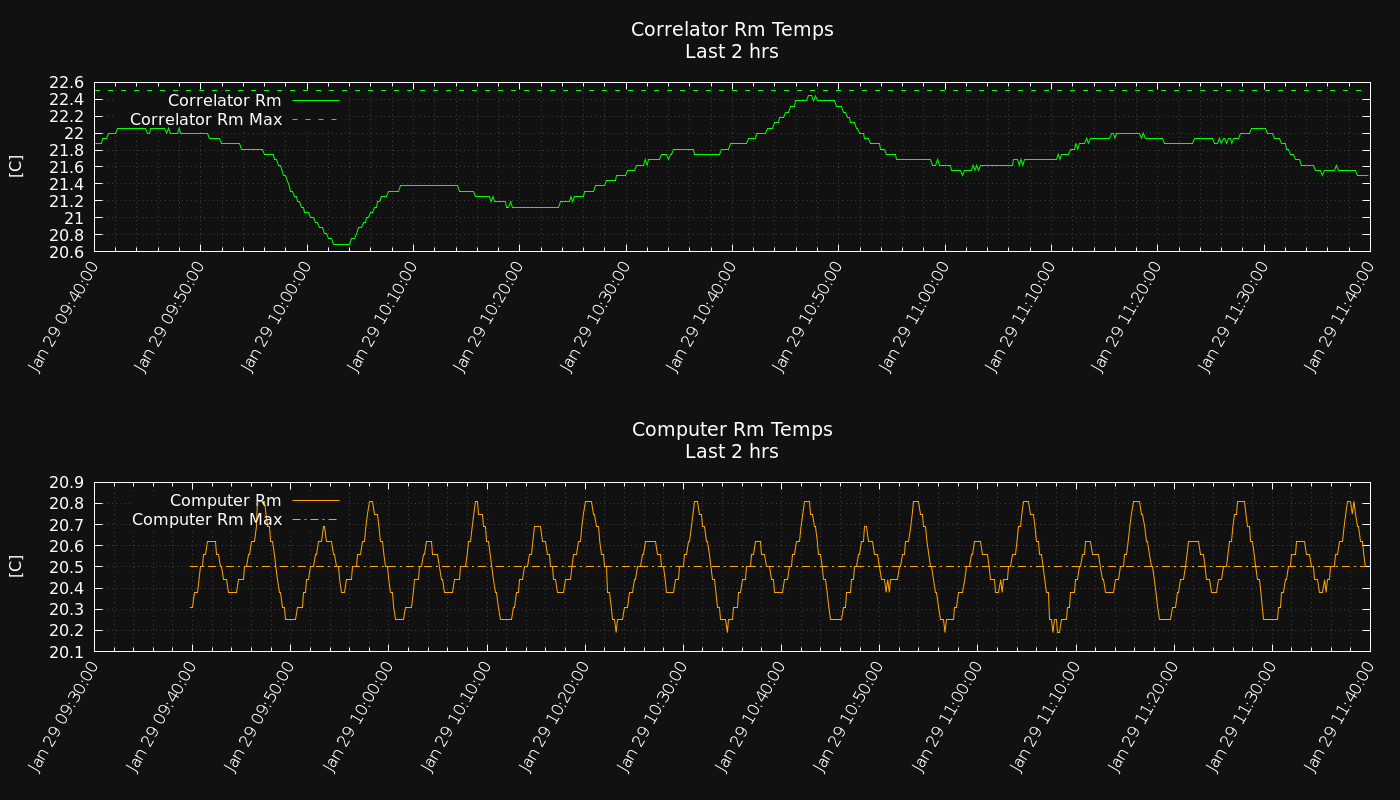 Correlator Rm Temps
Last 2 hrs
22.6
22.4
22.2
22
21.8
21.6
21.4
21.2
21
20.8
20.6
[C]
Correlator Rm
Correlator Rm Max
Jan 29 09:40:00
Jan 29 09:50:00
Jan 29 10:00:00
Jan 29 10:10:00
Jan 29 10:20:00
Jan 29 10:30:00
Jan 29 10:40:00
Jan 29 10:50:00
Jan 29 11:00:00
Jan 29 11:10:00
Jan 29 11:20:00
Jan 29 11:30:00
Jan 29 11:40:00
Computer Rm Temps
Last 2 hrs
20.9
20.8
20.7
20.6
20.5
20.4
20.3
20.2
20.1
[C]
Computer Rm
Computer Rm Max
Jan 29 09:30:00
Jan 29 09:40:00
Jan 29 09:50:00
Jan 29 10:00:00
Jan 29 10:10:00
Jan 29 10:20:00
Jan 29 10:30:00
Jan 29 10:40:00
Jan 29 10:50:00
Jan 29 11:00:00
Jan 29 11:10:00
Jan 29 11:20:00
Jan 29 11:30:00
Jan 29 11:40:00